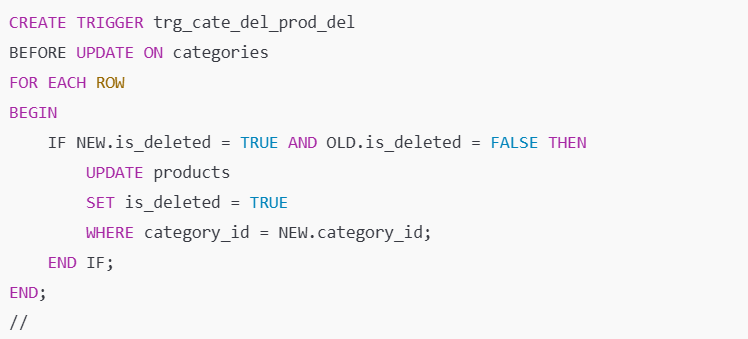 CREATE TRIGGER trg_cate_del_prod_del
BEFORE UPDATE ON categories
FOR EACH ROW
BEGIN
    IF NEW.is_deleted = TRUE AND OLD.is_deleted = FALSE THEN
        UPDATE products
        SET is_deleted = TRUE
        WHERE category_id = NEW.category_id;
    END IF;
END;
//